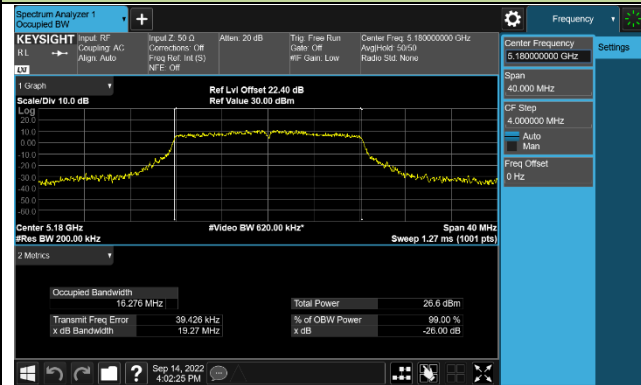 Spectrum Analyzer 1
Occupied BW
Frequency
KEYSIGHT
Input: RF
Coupling: AC
Align: Auto
Input Z: 50 Ω
Corrections: Off
Freq Ref: Int (S)
NFE: Off
Atten: 20 dB
Trig: Free Run
Gate: Off
#IF Gain: Low
Center Freq: 5.180000000 GHz
Avg|Hold: 50/50
Radio Std: None
RL
LXI
Center Frequency
5.180000000 GHz
Settings
Span
40.000 MHz
CF Step
4.000000 MHz
Auto
Man
Freq Offset
0 Hz
1 Graph
Scale/Div 10.0 dB
Ref Lvl Offset 22.40 dB
Ref Value 30.00 dBm
Log
20.0
10.0
0.00
-10.0
-20.0
-30.0
-40.0
-50.0
-60.0
Center 5.18 GHz
#Video BW 620.00 kHz*
Span 40 MHz
#Res BW 200.00 kHz
Sweep 1.27 ms (1001 pts)
2 Metrics
Occupied Bandwidth
16.276 MHz
Total Power
26.6 dBm
Transmit Freq Error
39.426 kHz
% of OBW Power
99.00 %
x dB Bandwidth
19.27 MHz
x dB
-26.00 dB
Sep 14, 2022
4:02:25 PM